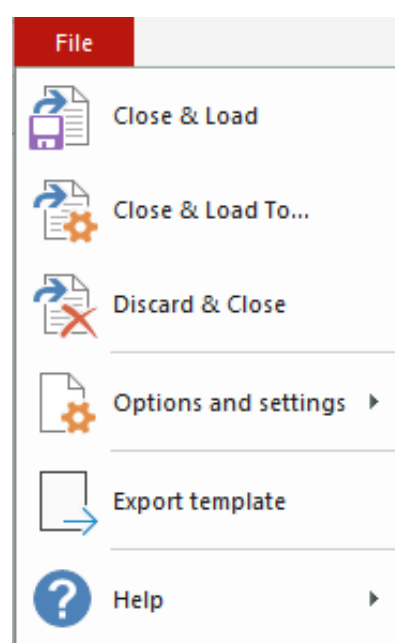 File
Close & Load
Close & Load To...
Discard & Close
Options and settings
Export template
Help